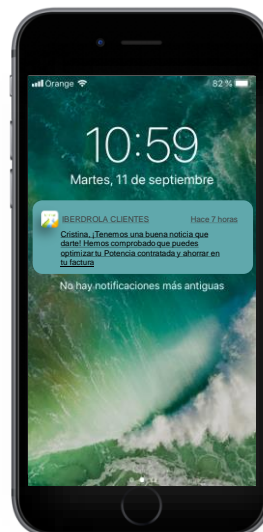 Orange 82 %
10:59
Martes, 11 de septiembre
IBERDROLA CLIENTES Hace 7 horas
Cristina, ¡Tenemos una buena noticia que
darte! Hemos comprobado que puedes
optimizar tu Potencia contratada y ahorrar en
tu factura
No hay notificaciones más antiguas